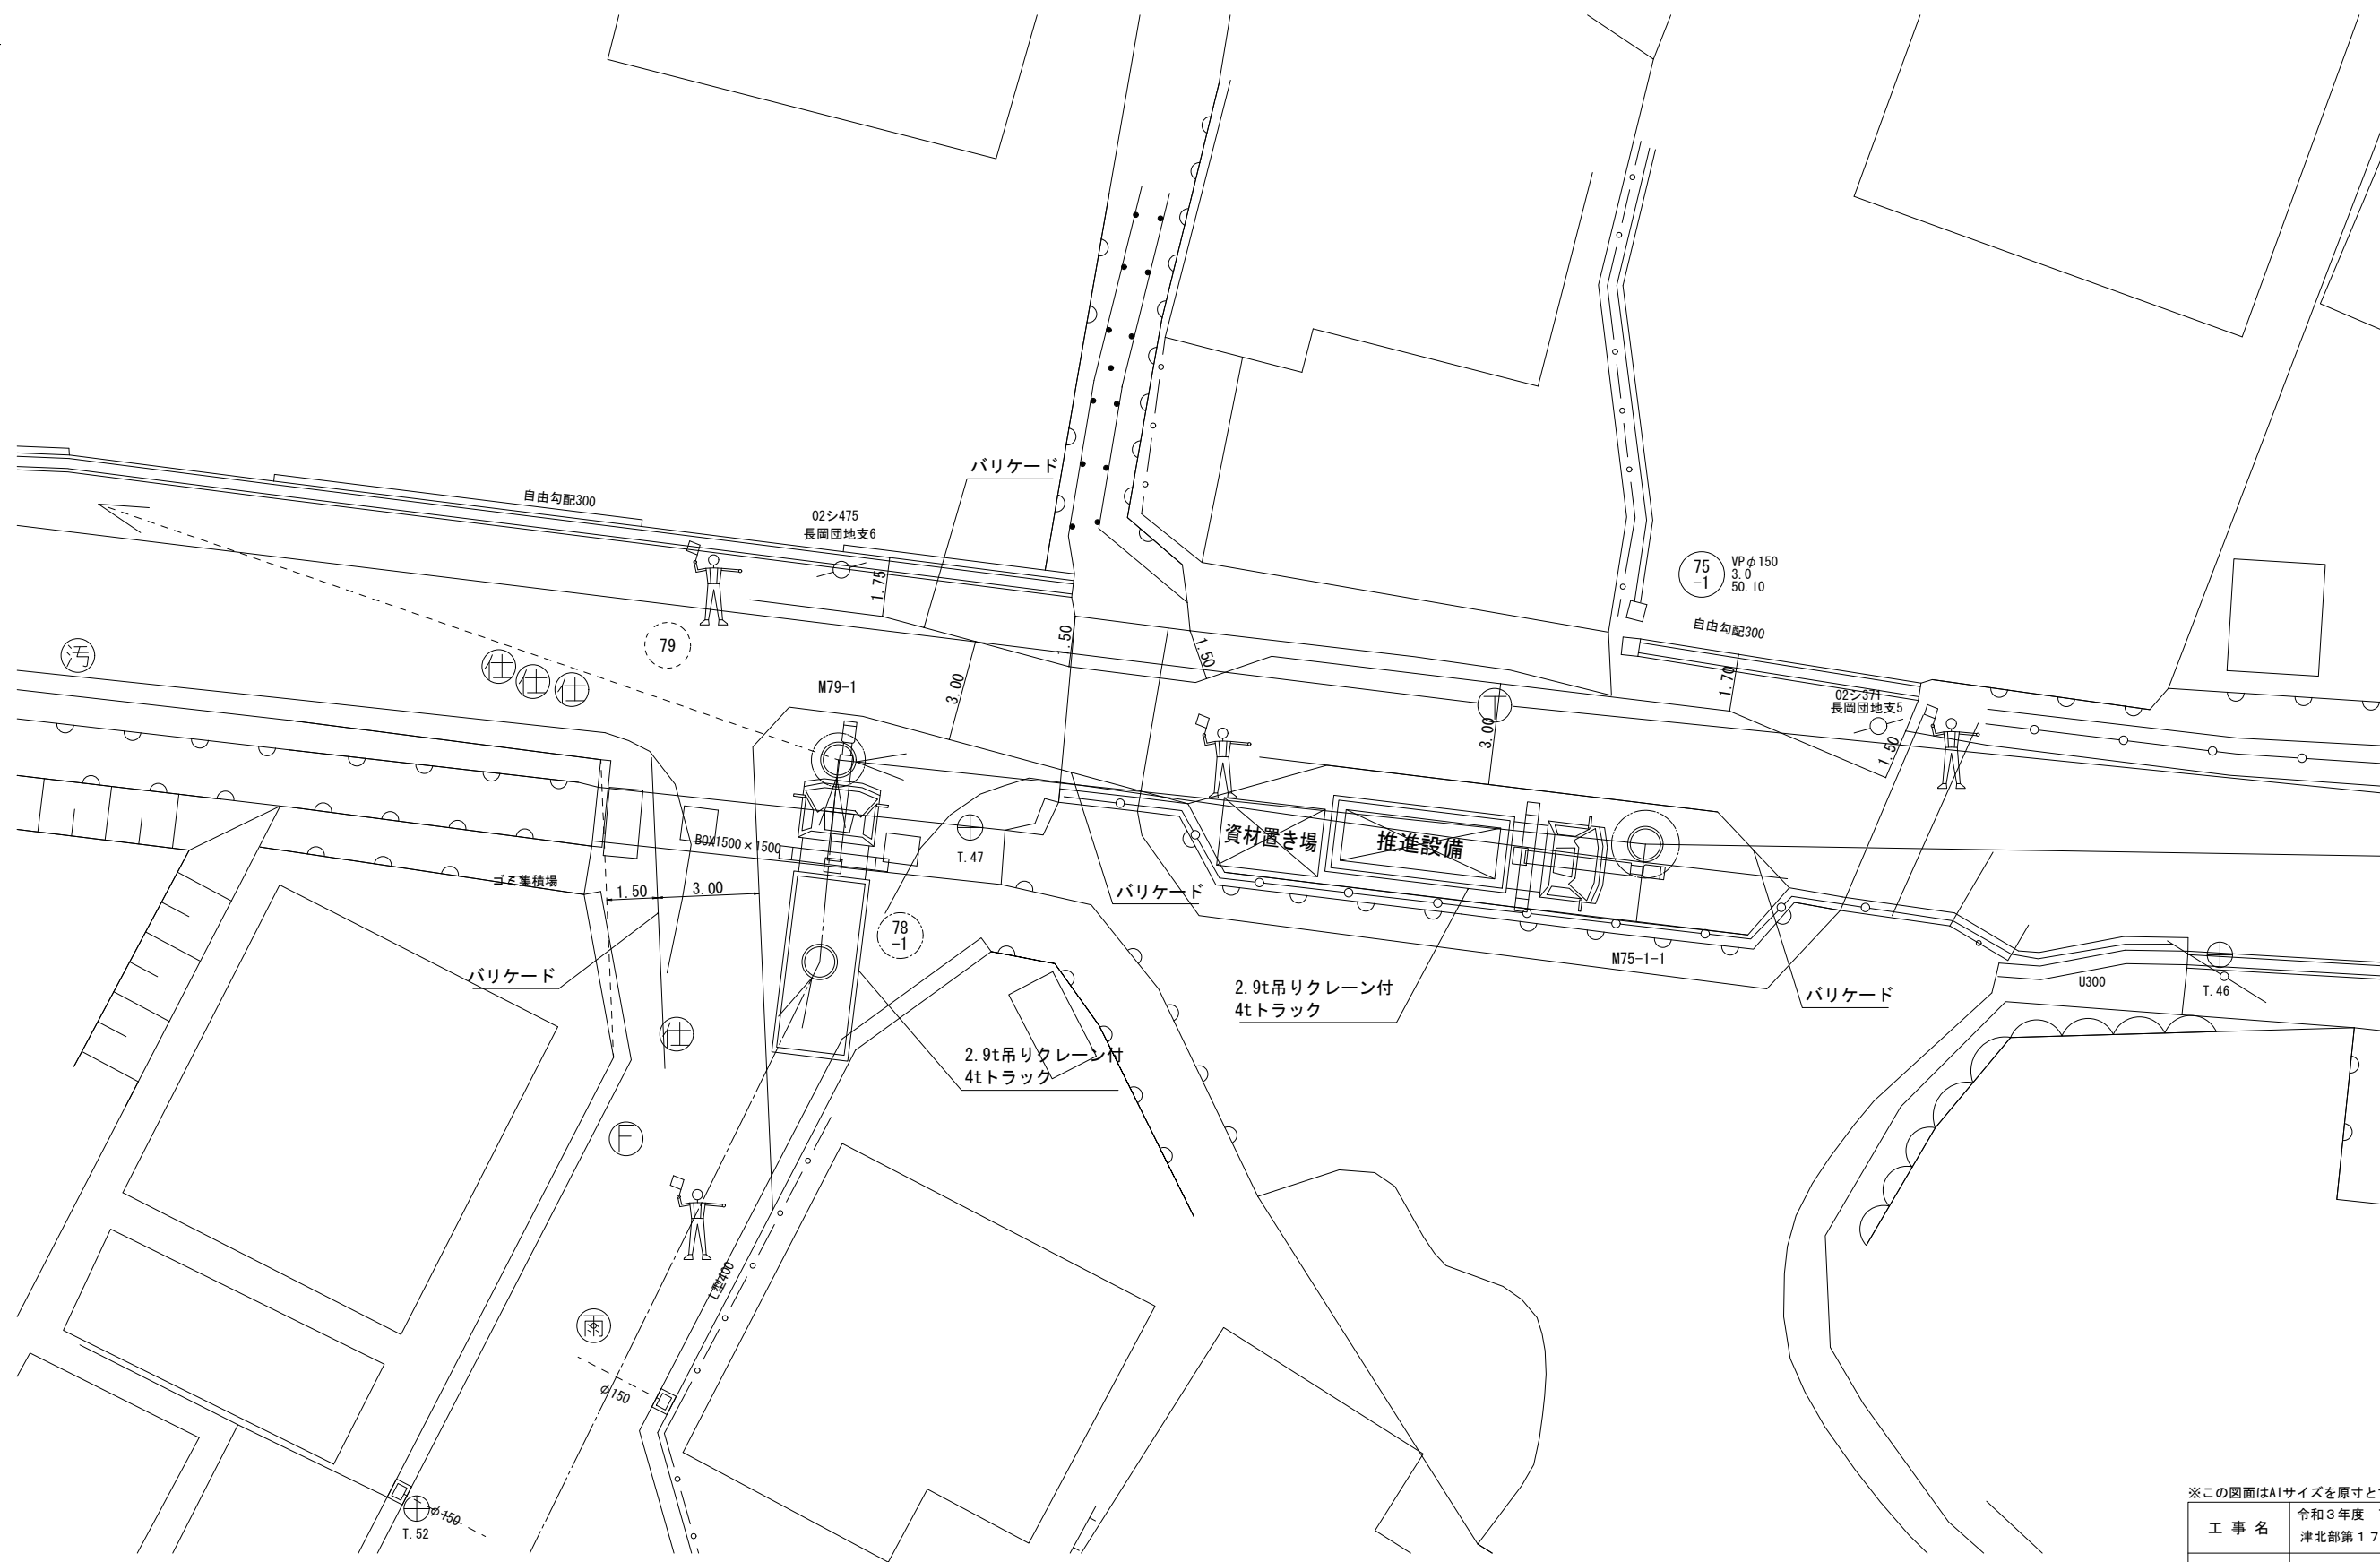 バリケード
自由勾配300
02シ475
長岡団地支6
1.75
75
-1
VPφ150
3.0
50.10
自由勾配300
1.50
1.50
79
汚
仕
仕
仕
M79-1
3.00
1.70
02シ371
長岡団地支5
T
3.00
1.50
資材置き場
推進設備
BOX1500×1500
T.47
ゴミ集積場
1.50
3.00
バリケード
78
-1
バリケード
M75-1-1
2.9t吊りクレーン付
4tトラック
バリケード
U300
T.46
仕
2.9t吊りクレーン付
4tトラック
F
L型400
雨
φ150
φ150
T.52
※この図面はA1サイズを原寸と
工事名
令和3年度
津北部第17